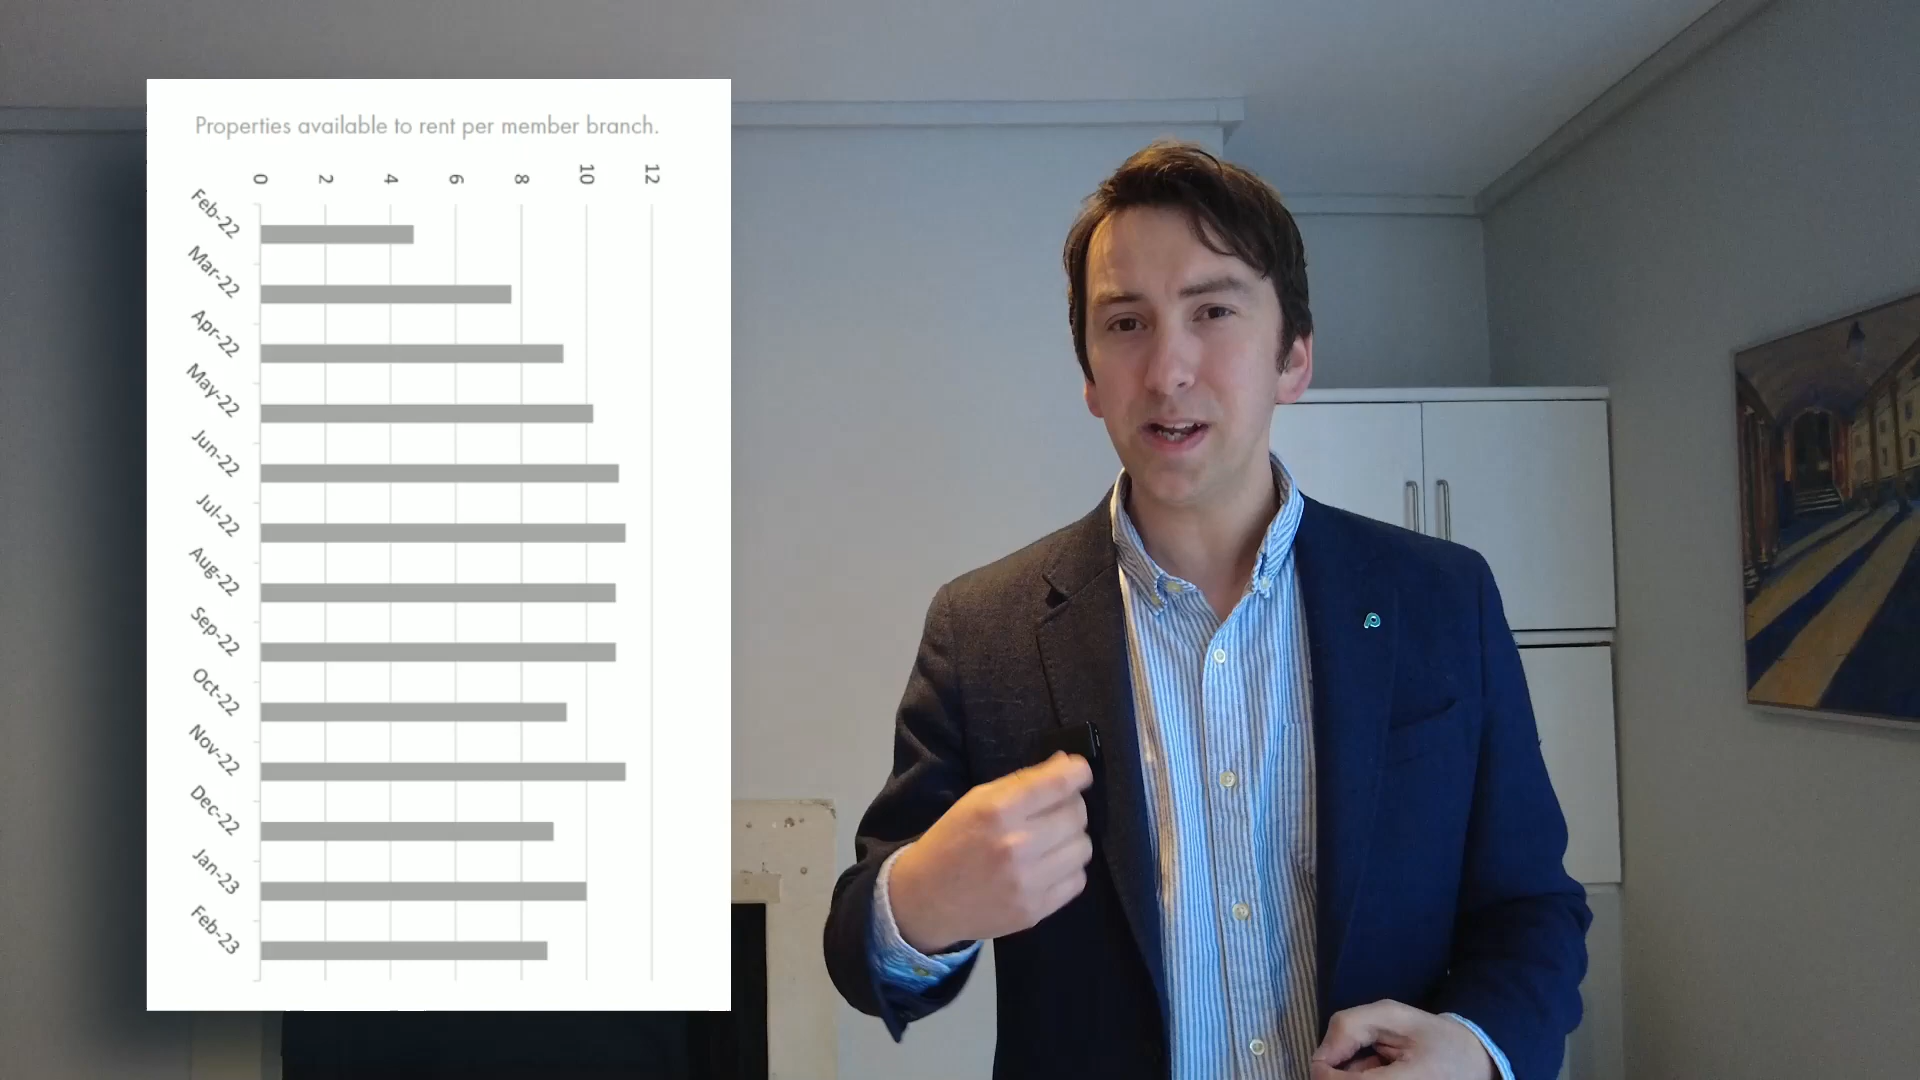 Properties available to rent per member branch.
0 2 4 6 8 10 12
Feb-22
Mar-22
Apr-22
May-22
Jun-22
Jul-22
Aug-22
Sep-22
Oct-22
Nov-22
Dec-22
Jan-23
Feb-23